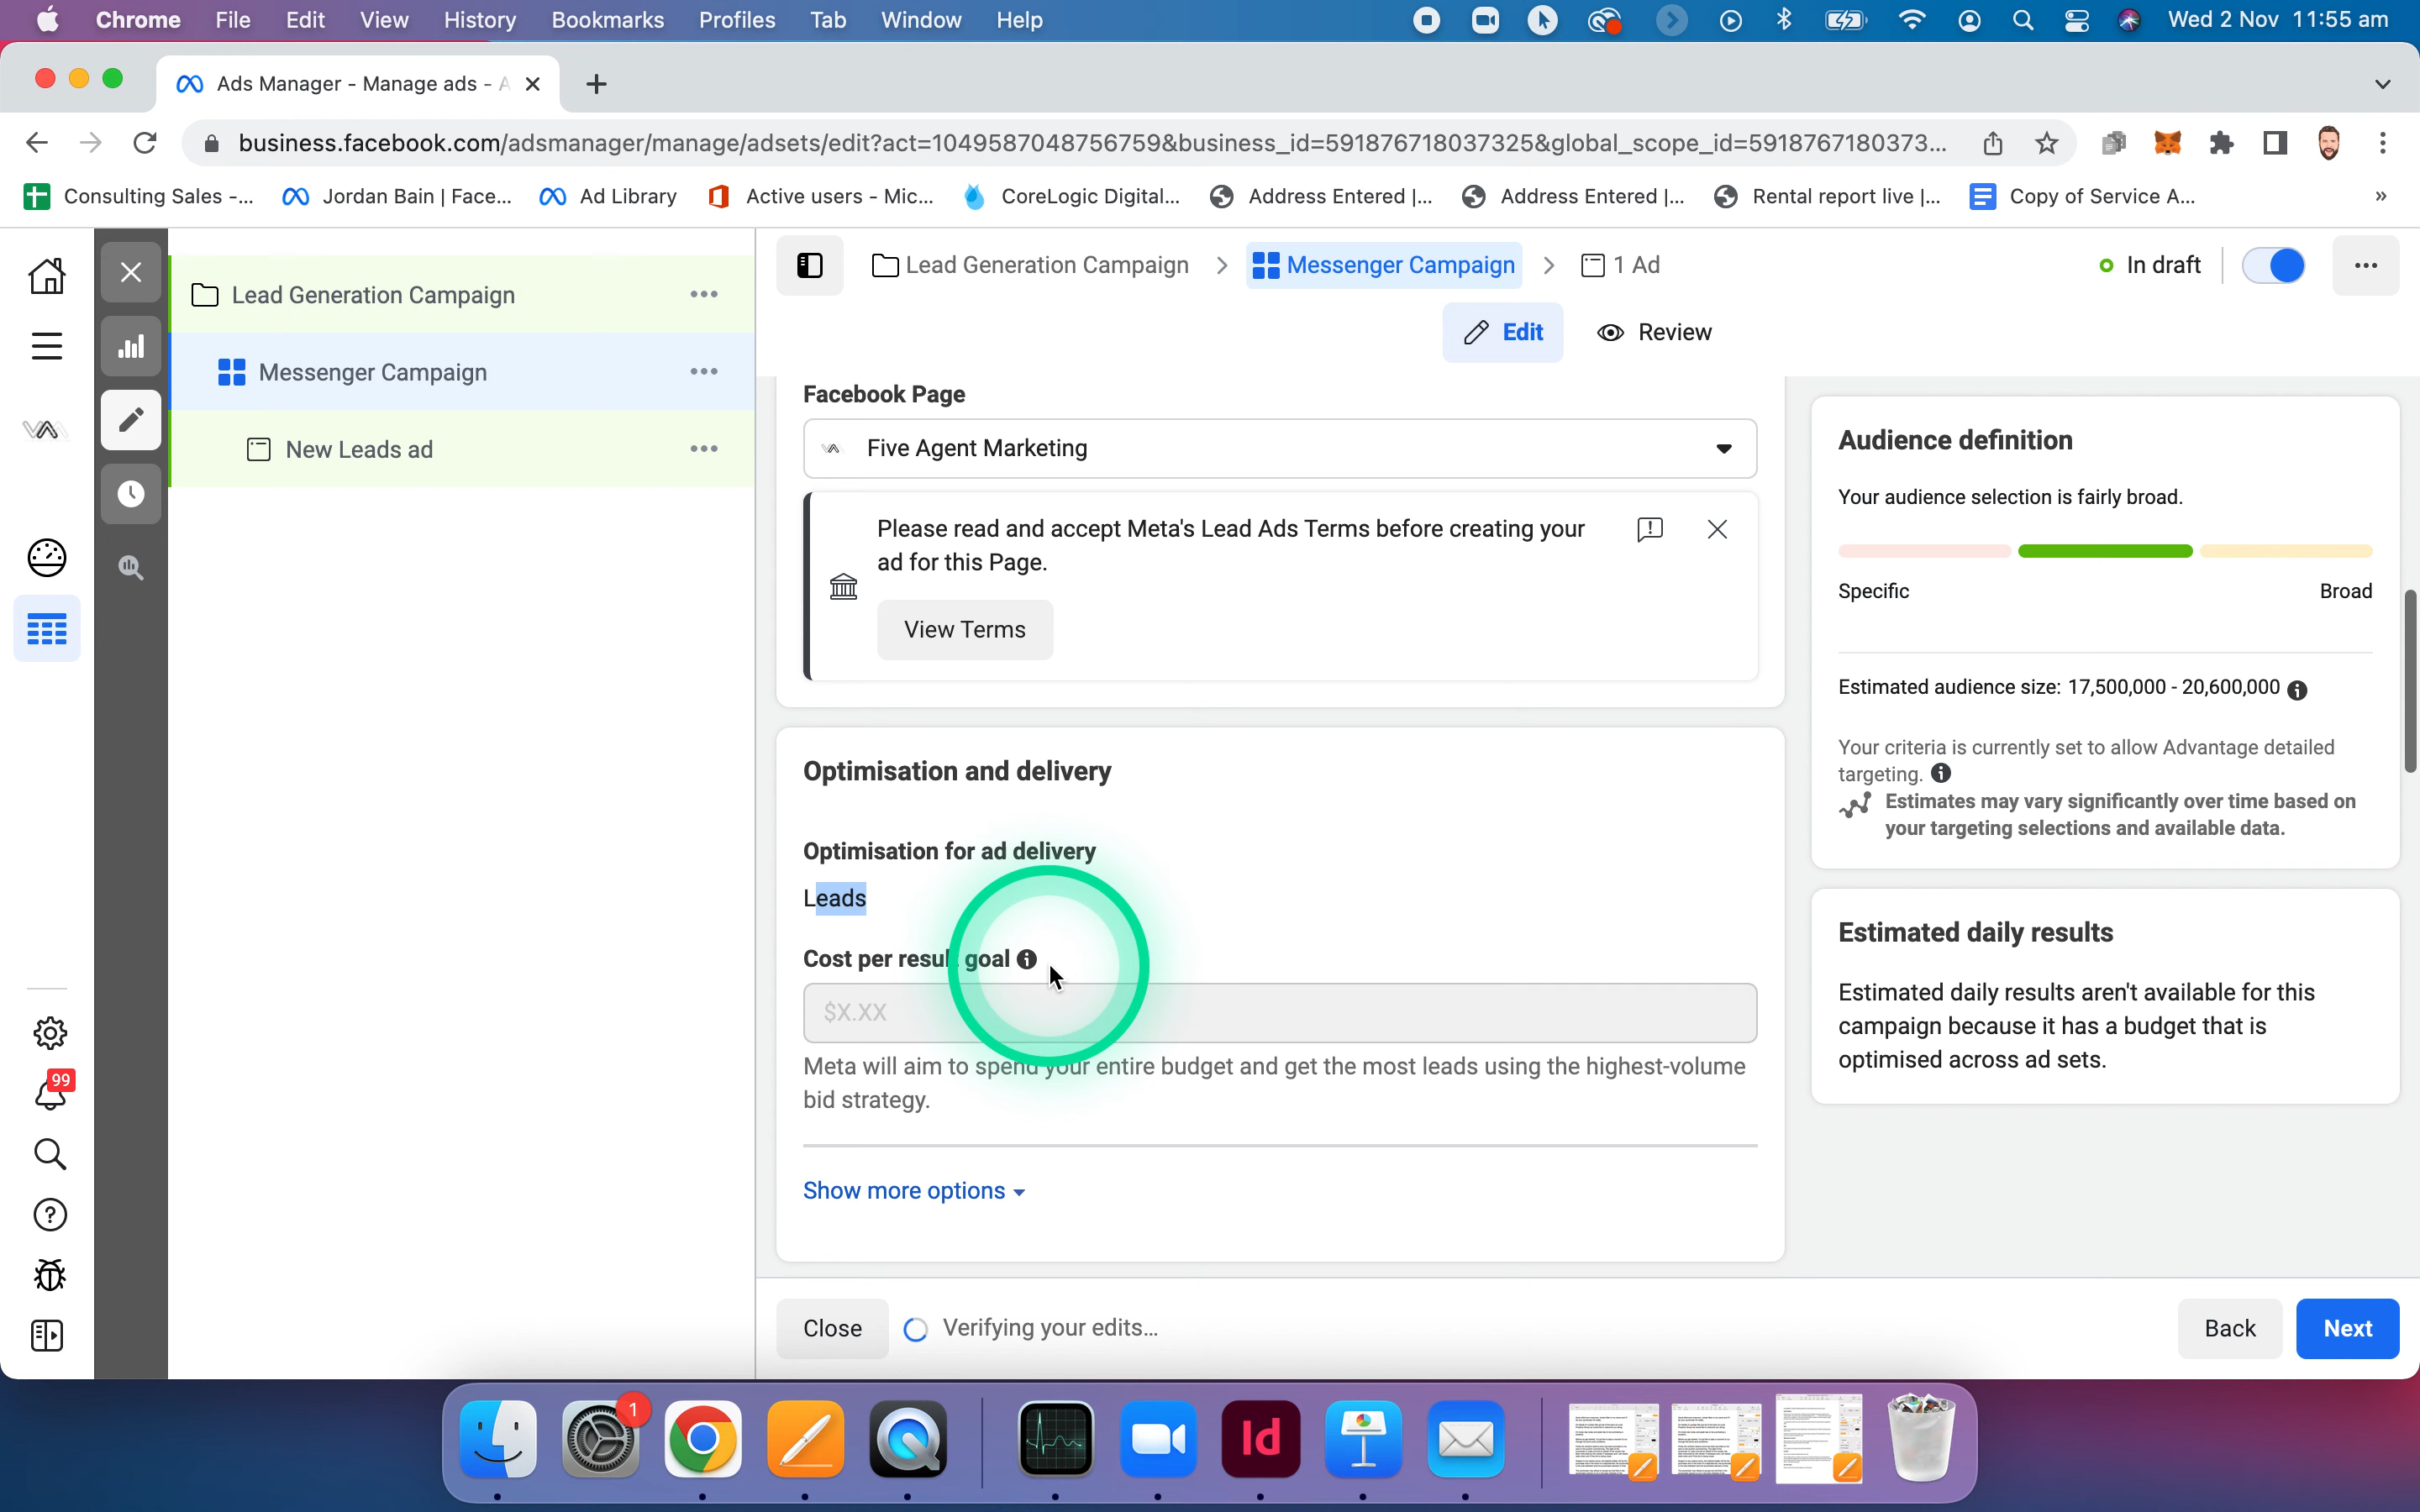 Chrome File Edit View History Bookmarks Profiles Tab Window Help Wed 2 Nov 11:55 am
Ads Manager - Manage ads - A
business.facebook.com/adsmanager/manage/adsets/edit?act=1049587048756759&business_id=591876718037325&global_scope_id=5918767180373...
Consulting Sales -... Jordan Bain | Face... Ad Library Active users - Mic... CoreLogic Digital... Address Entered |... Address Entered |... Rental report live |... Copy of Service A... »
Lead Generation Campaign
Messenger Campaign
New Leads ad
Lead Generation Campaign Messenger Campaign 1 Ad
In draft
Edit Review
Facebook Page
Five Agent Marketing
Please read and accept Meta's Lead Ads Terms before creating your
ad for this Page.
View Terms
Optimisation and delivery
Optimisation for ad delivery
Leads
Cost per result goal
$X.XX
Meta will aim to spend your entire budget and get the most leads using the highest-volume
bid strategy.
Show more options
Audience definition
Your audience selection is fairly broad.
Specific Broad
Estimated audience size: 17,500,000 - 20,600,000
Your criteria is currently set to allow Advantage detailed
targeting.
Estimates may vary significantly over time based on
your targeting selections and available data.
Estimated daily results
Estimated daily results aren't available for this
campaign because it has a budget that is
optimised across ad sets.
99
Close Verifying your edits... Back Next
1
Id